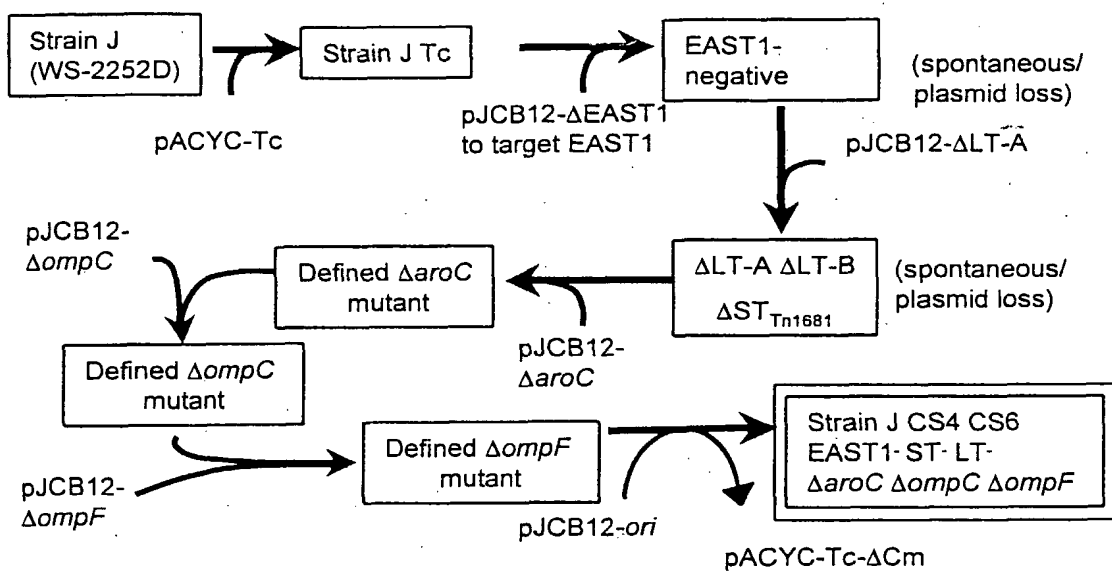 Strain J
(WS-2252D)
Strain J Tc
EAST1-
negative
(spontaneous/
plasmid loss)
pACYC-Tc
pJCB12-ΔEAST1
to target EAST1
pJCB12-ΔLT-A
pJCB12-
ΔompC
Defined ΔaroC
mutant
ΔLT-A ΔLT-B
ΔST Tn1681
(spontaneous/
plasmid loss)
pJCB12-
ΔaroC
Defined ΔompC
mutant
Defined ΔompF
mutant
Strain J CS4 CS6
EAST1- ST- LT-
ΔaroC ΔompC ΔompF
pJCB12-
ΔompF
pJCB12-ori
pACYC-Tc-ΔCm